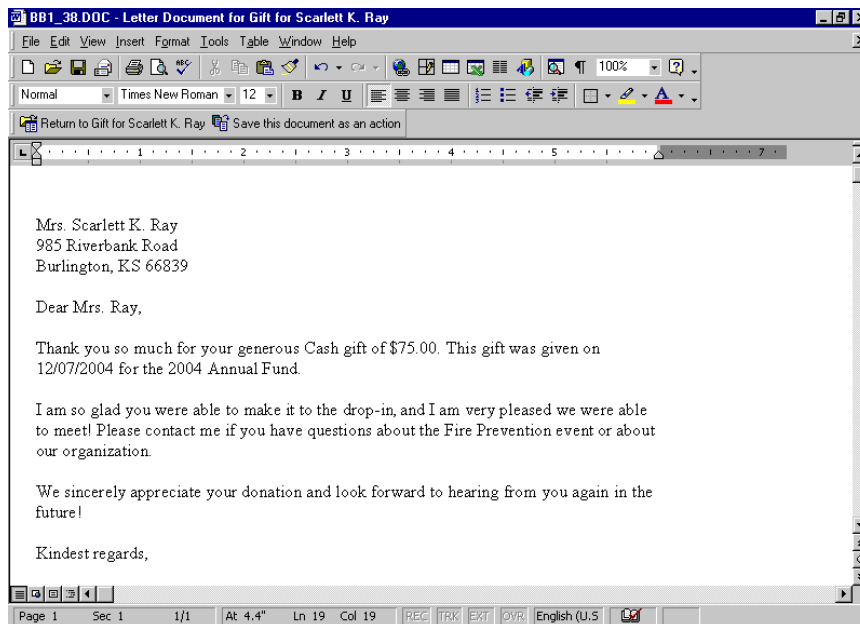 BB1_38.DOC - Letter Document for Gift for Scarlett K. Ray
File Edit View Insert Format Tools Table Window Help
100%
Normal Times New Roman 12 B I U A
Return to Gift for Scarlett K. Ray Save this document as an action
1 2 3 4 5 7
Mrs. Scarlett K. Ray
985 Riverbank Road
Burlington, KS 66839
Dear Mrs. Ray,
Thank you so much for your generous Cash gift of $75.00. This gift was given on
12/07/2004 for the 2004 Annual Fund.
I am so glad you were able to make it to the drop-in, and I am very pleased we were able
to meet! Please contact me if you have questions about the Fire Prevention event or about
our organization.
We sincerely appreciate your donation and look forward to hearing from you again in the
future!
Kindest regards,
Page 1 Sec 1 1/1 At 4.4" Ln 19 Col 19 REC TRK EXT OVR English (U.S